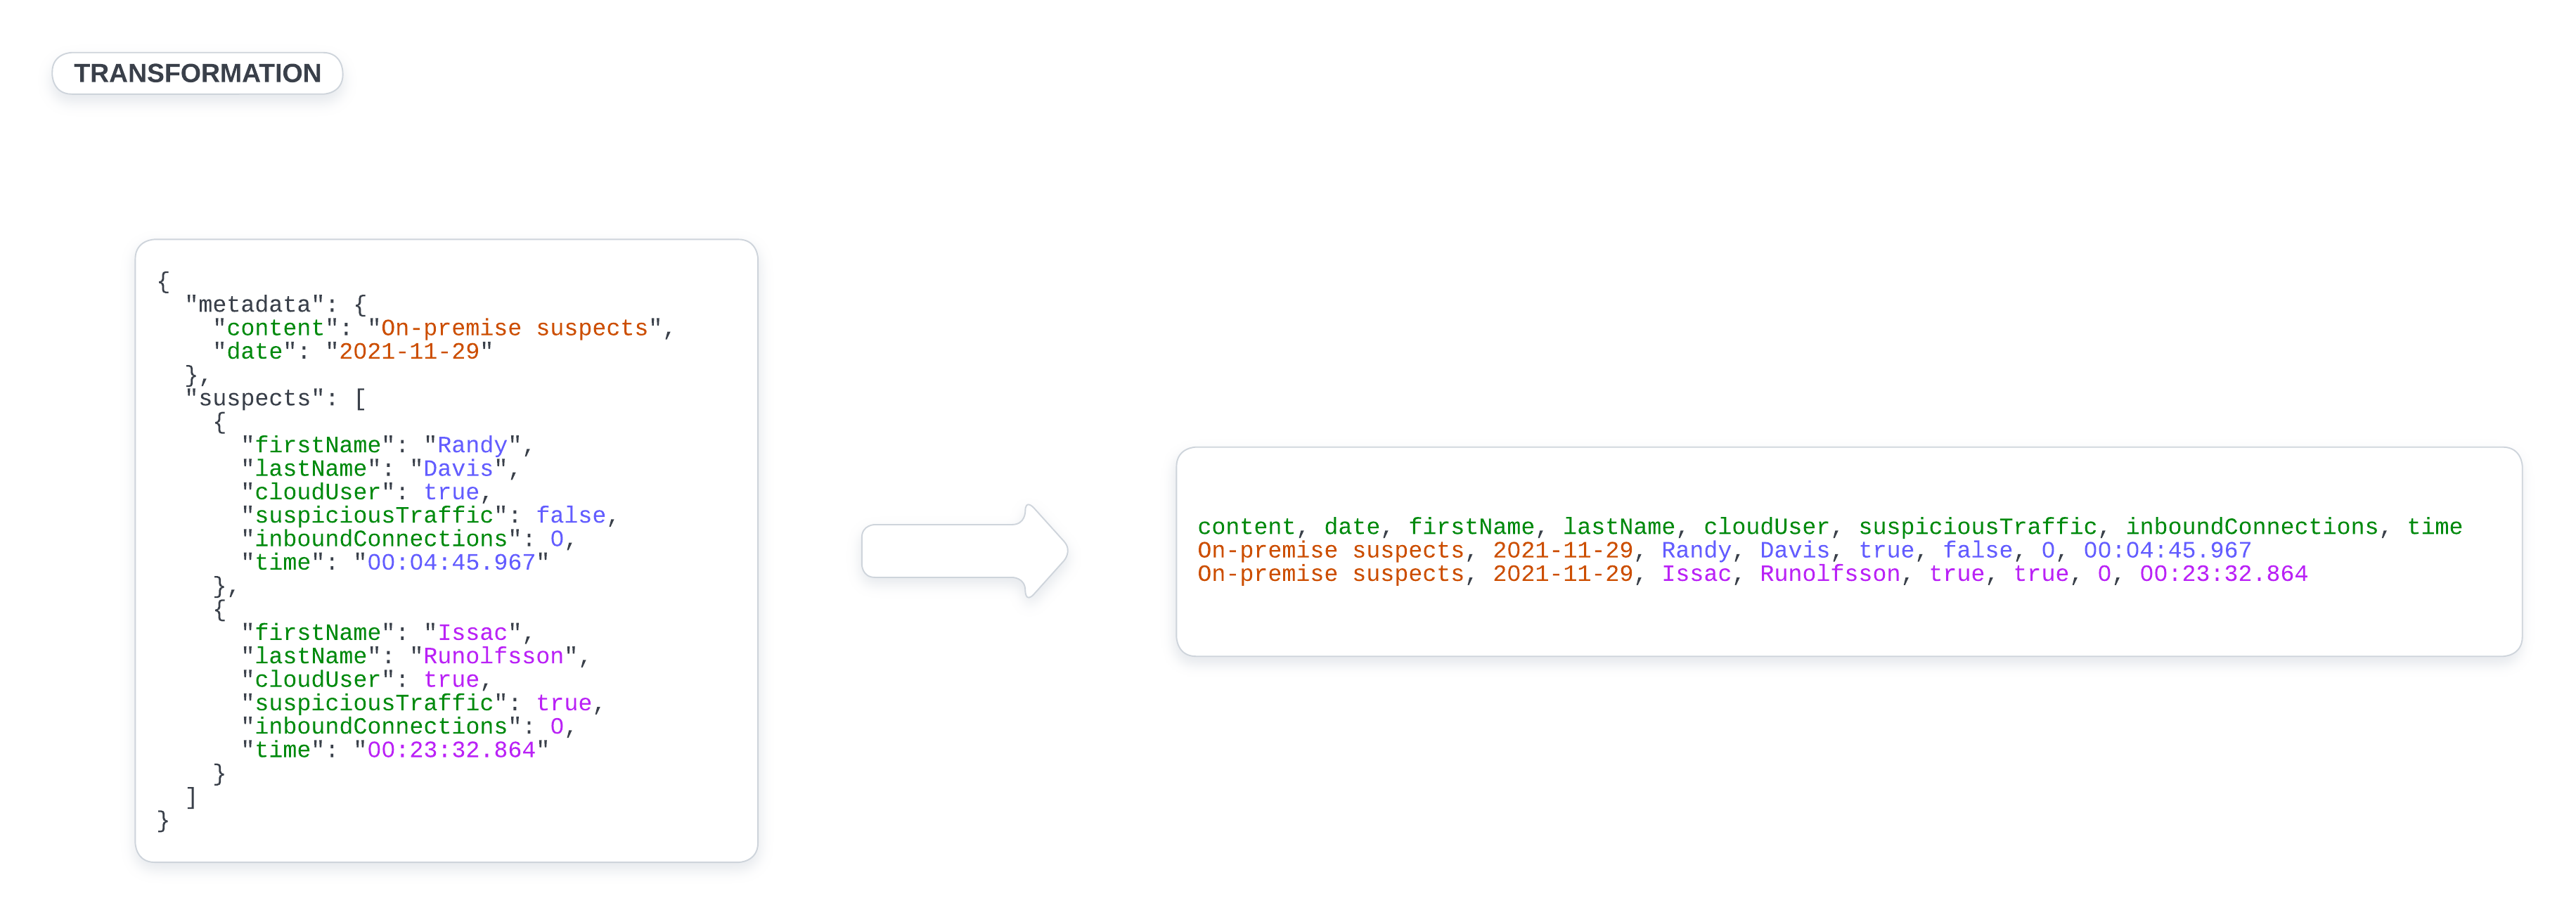 TRANSFORMATION
{
  "metadata": {
    "content": "On-premise suspects",
    "date": "2021-11-29"
  },
  "suspects": [
    {
      "firstName": "Randy",
      "lastName": "Davis",
      "cloudUser": true,
      "suspiciousTraffic": false,
      "inboundConnections": 0,
      "time": "00:04:45.967"
    },
    {
      "firstName": "Issac",
      "lastName": "Runolfsson",
      "cloudUser": true,
      "suspiciousTraffic": true,
      "inboundConnections": 0,
      "time": "00:23:32.864"
    }
  ]
}
content, date, firstName, lastName, cloudUser, suspiciousTraffic, inboundConnections, time
On-premise suspects, 2021-11-29, Randy, Davis, true, false, 0, 00:04:45.967
On-premise suspects, 2021-11-29, Issac, Runolfsson, true, true, 0, 00:23:32.864